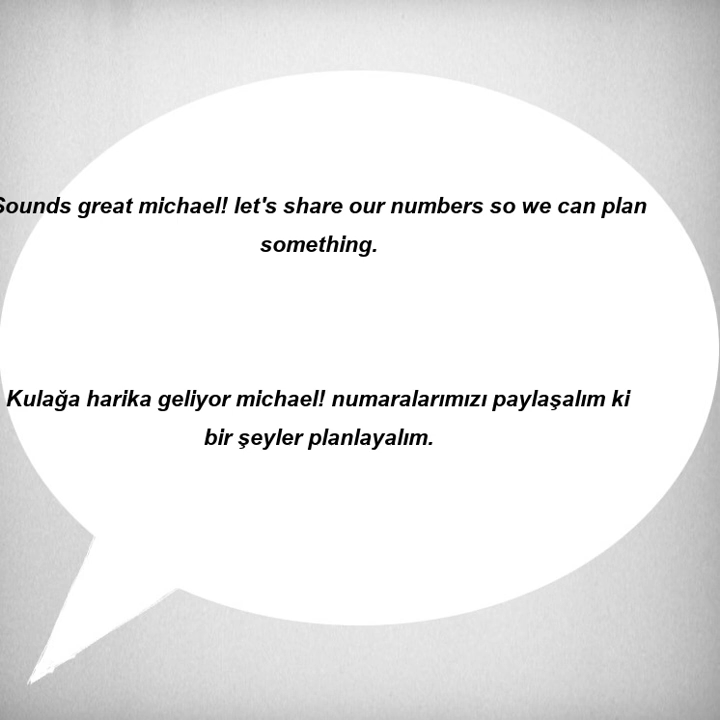 Sounds great michael! let's share our numbers so we can plan
something.
Kulağa harika geliyor michael! numaralarımızı paylaşalım ki
bir şeyler planlayalım.